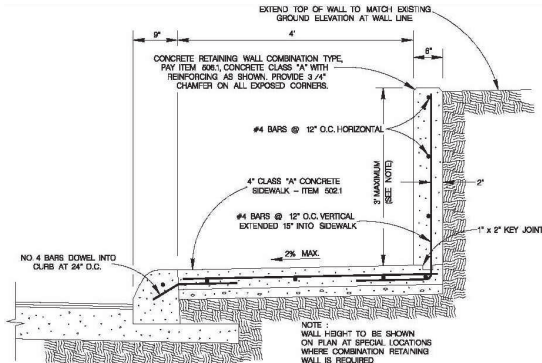 EXTEND TOP OF WALL TO MATCH EXISTING
GROUND ELEVATION AT WALL LINE
9"
4'
6"
CONCRETE RETAINING WALL COMBINATION TYPE,
PAY ITEM 506.1, CONCRETE CLASS "A" WITH
REINFORCING AS SHOWN. PROVIDE 3/4"
CHAMFER ON ALL EXPOSED CORNERS.
#4 BARS @ 12" O.C. HORIZONTAL
3' MAXIMUM
(SEE NOTE)
4" CLASS "A" CONCRETE
SIDEWALK - ITEM 502.1
2"
#4 BARS @ 12" O.C. VERTICAL
EXTENDED 15" INTO SIDEWALK
1" x 2" KEY JOINT
2% MAX.
NO. 4 BARS DOWEL INTO
CURB AT 24" O.C.
NOTE :
WALL HEIGHT TO BE SHOWN
ON PLAN AT SPECIAL LOCATIONS
WHERE COMBINATION RETAINING
WALL IS REQUIRED